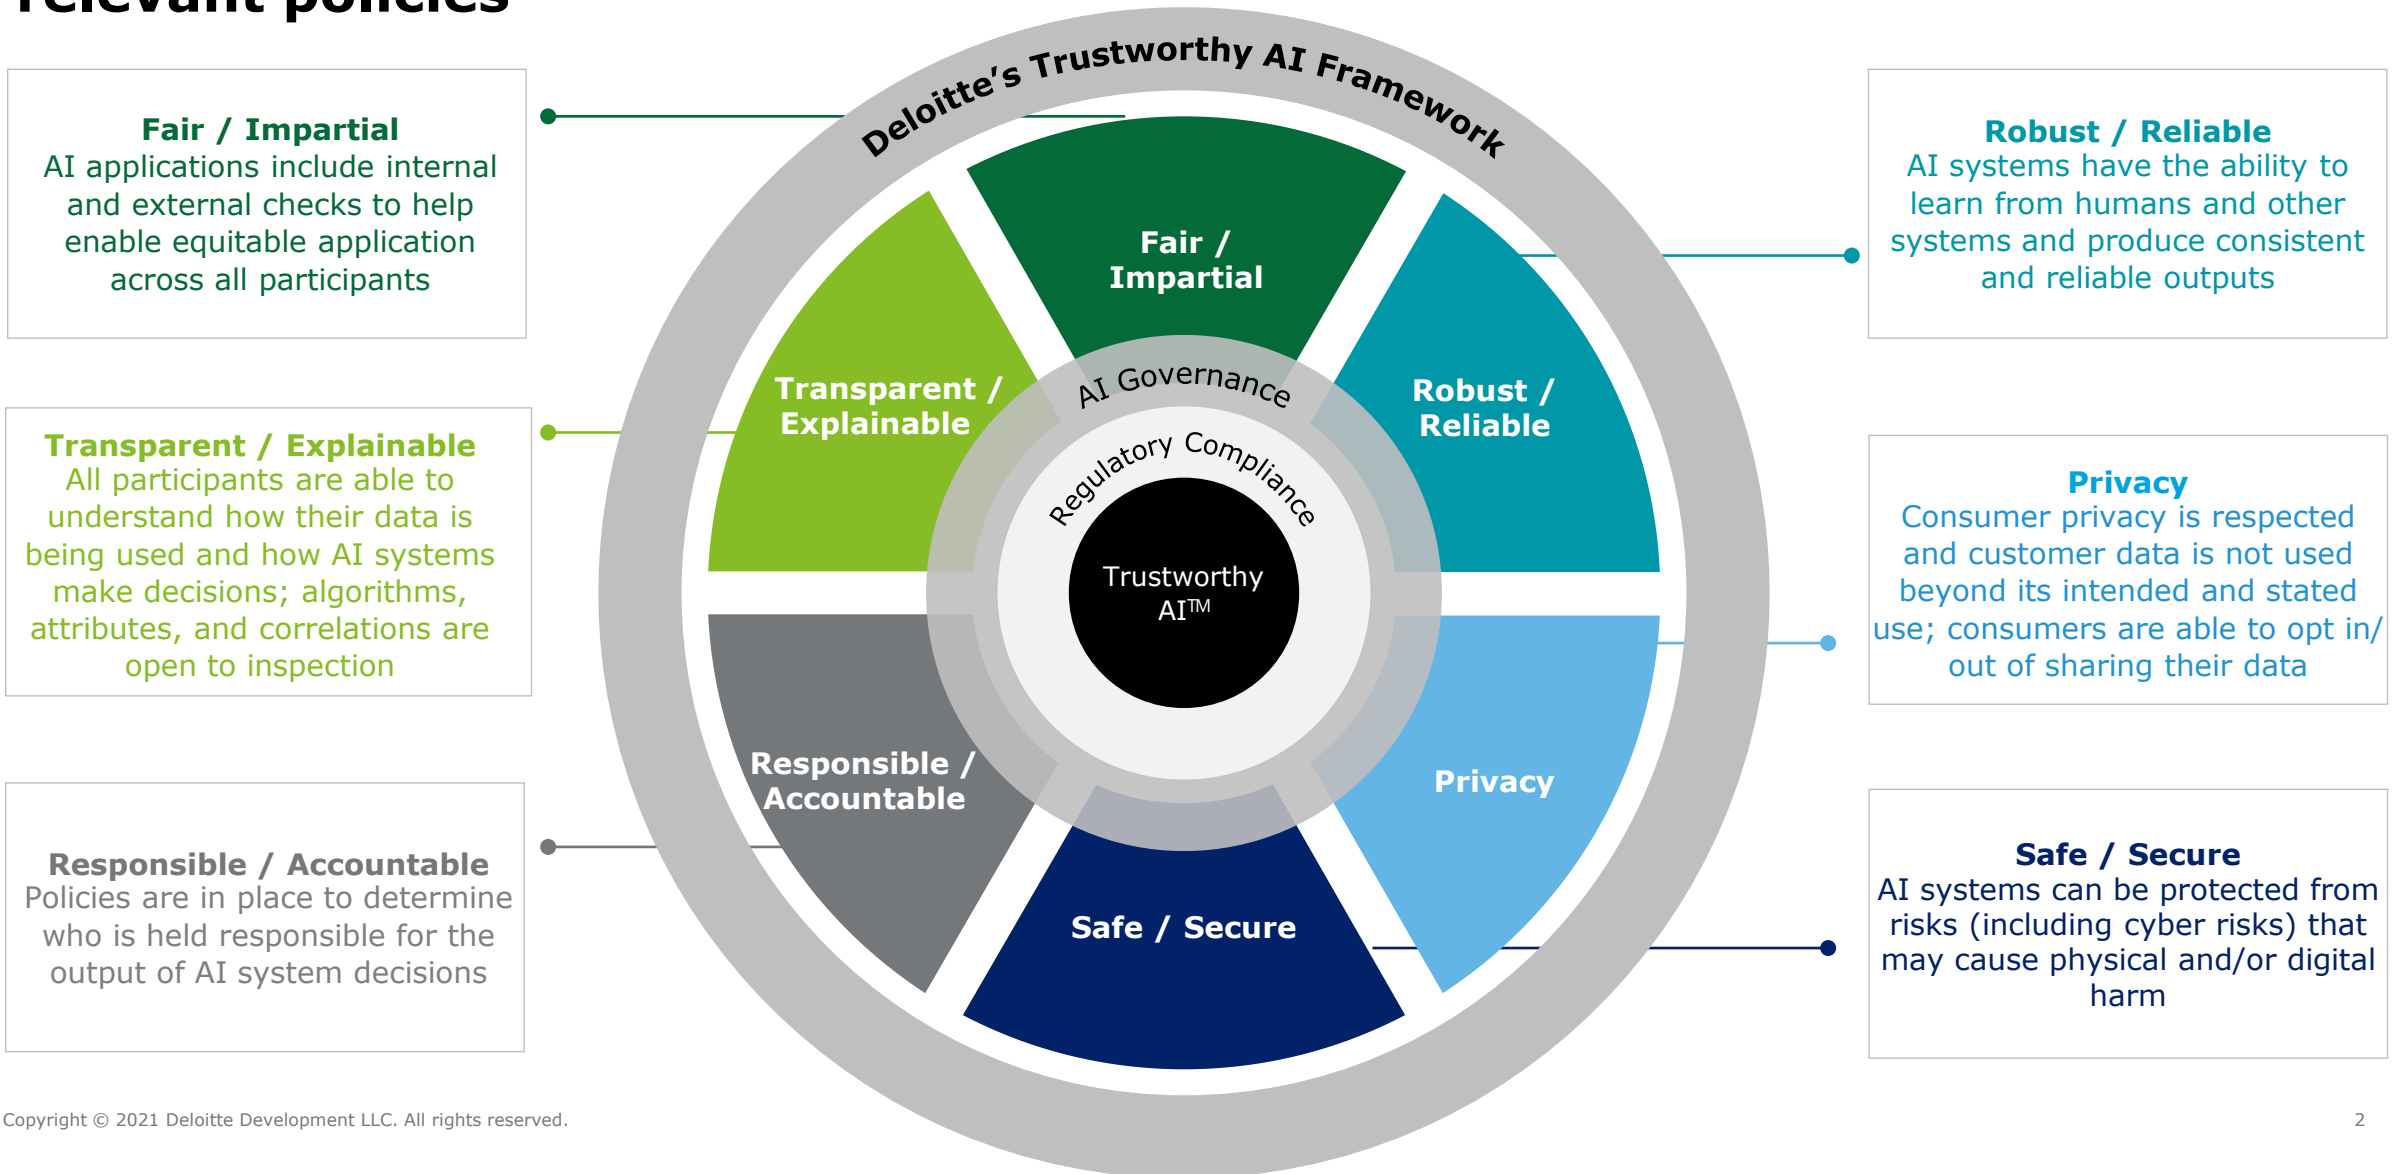 relevant policies
Deloitte’s Trustworthy AI Framework
Fair / Impartial
AI applications include internal
and external checks to help
enable equitable application
across all participants
Transparent / Explainable
All participants are able to
understand how their data is
being used and how AI systems
make decisions; algorithms,
attributes, and correlations are
open to inspection
Responsible / Accountable
Policies are in place to determine
who is held responsible for the
output of AI system decisions
Fair /
Impartial
Transparent /
Explainable
Robust /
Reliable
AI Governance
Regulatory Compliance
Trustworthy
AI™
Responsible /
Accountable
Privacy
Safe / Secure
Robust / Reliable
AI systems have the ability to
learn from humans and other
systems and produce consistent
and reliable outputs
Privacy
Consumer privacy is respected
and customer data is not used
beyond its intended and stated
use; consumers are able to opt in/
out of sharing their data
Safe / Secure
AI systems can be protected from
risks (including cyber risks) that
may cause physical and/or digital
harm
Copyright © 2021 Deloitte Development LLC. All rights reserved.
2